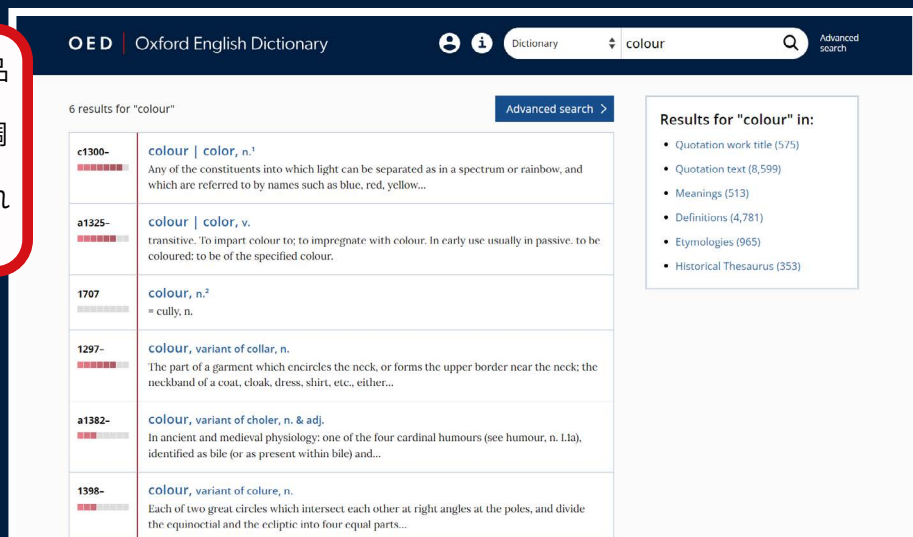 品
調
れ
OED | Oxford English Dictionary
Dictionary
colour
Advanced
search
6 results for "colour"
Advanced search >
c1300–
colour | color, n.¹
Any of the constituents into which light can be separated as in a spectrum or rainbow, and
which are referred to by names such as blue, red, yellow...
a1325–
colour | color, v.
transitive. To impart colour to; to impregnate with colour. In early use usually in passive. to be
coloured: to be of the specified colour.
1707
colour, n.²
= cully, n.
1297–
colour, variant of collar, n.
The part of a garment which encircles the neck, or forms the upper border near the neck; the
neckband of a coat, cloak, dress, shirt, etc., either...
a1382–
colour, variant of choler, n. & adj.
In ancient and medieval physiology: one of the four cardinal humours (see humour, n. I.1a),
identified as bile (or as present within bile) and...
1398–
colour, variant of colure, n.
Each of two great circles which intersect each other at right angles at the poles, and divide
the equinoctial and the ecliptic into four equal parts...
Results for "colour" in:
• Quotation work title (575)
• Quotation text (8,599)
• Meanings (513)
• Definitions (4,781)
• Etymologies (965)
• Historical Thesaurus (353)